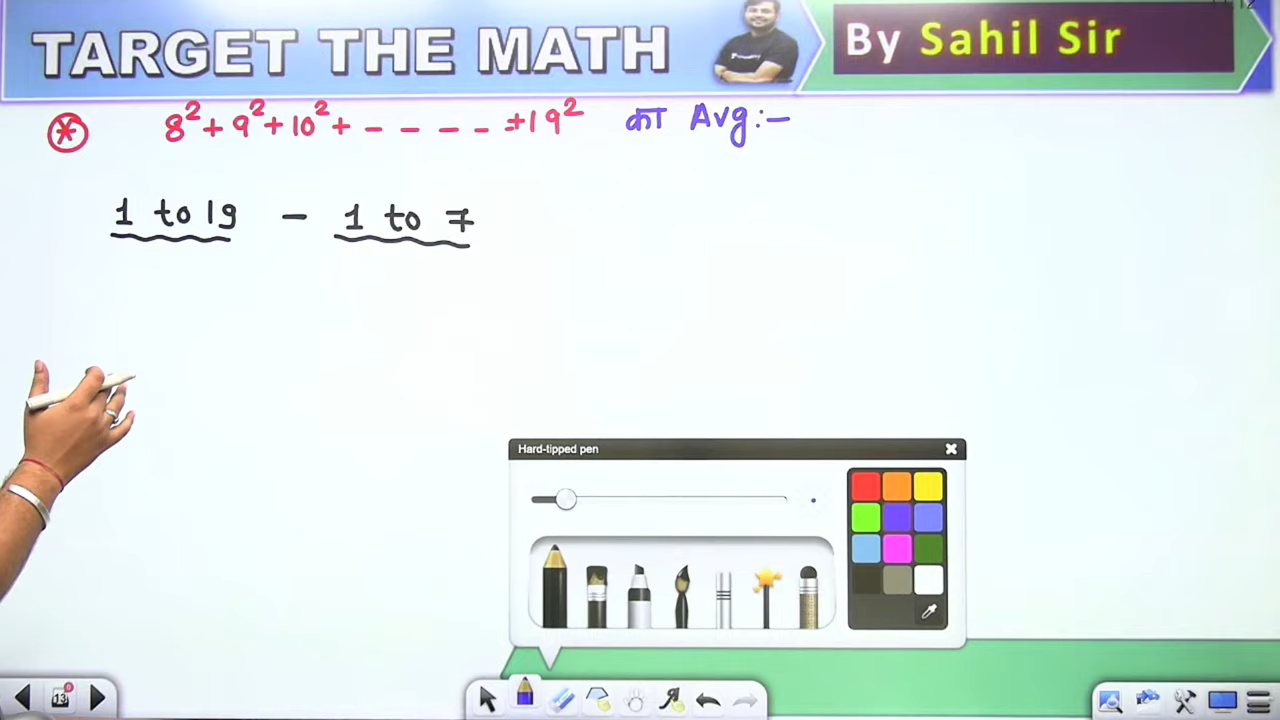 TARGET THE MATH
By Sahil Sir
* 8² + 9² + 10² + - - - - + 19² का Avg:-
1 to 19 - 1 to 7
Hard-tipped pen